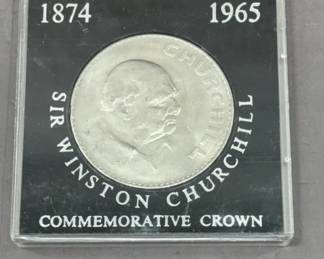 1874 1965
CHURCHILL
SIR WINSTON CHURCHILL
COMMEMORATIVE CROWN